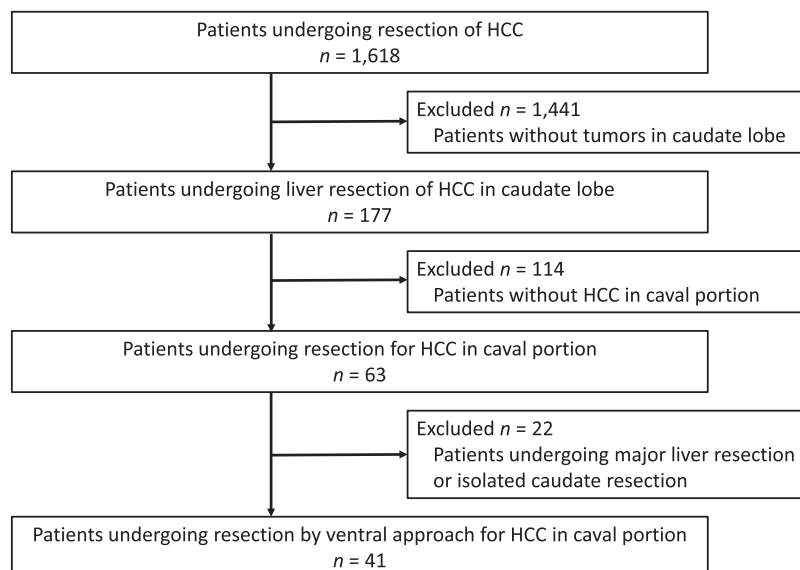 Patients undergoing resection of HCC
n = 1,618
Excluded n = 1,441
Patients without tumors in caudate lobe
Patients undergoing liver resection of HCC in caudate lobe
n = 177
Excluded n = 114
Patients without HCC in caval portion
Patients undergoing resection for HCC in caval portion
n = 63
Excluded n = 22
Patients undergoing major liver resection
or isolated caudate resection
Patients undergoing resection by ventral approach for HCC in caval portion
n = 41